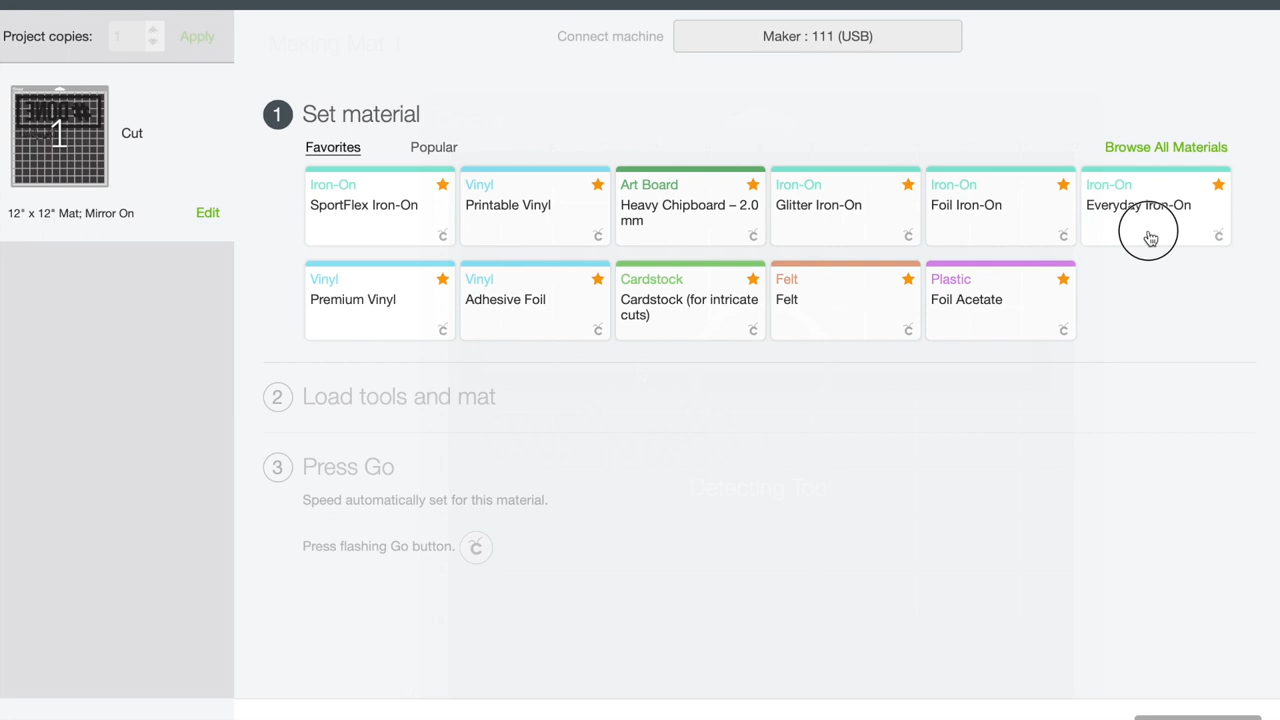 Project copies: 1 Apply
Connect machine Maker : 111 (USB)
1 Set material
Favorites Popular Browse All Materials
1 Cut
12" x 12" Mat; Mirror On Edit
Iron-On Vinyl Art Board Iron-On Iron-On Iron-On
SportFlex Iron-On Printable Vinyl Heavy Chipboard – 2.0 Glitter Iron-On Foil Iron-On Everyday Iron-On
mm
Vinyl Vinyl Cardstock Felt Plastic
Premium Vinyl Adhesive Foil Cardstock (for intricate Felt Foil Acetate
cuts)
2 Load tools and mat
3 Press Go
Detecting Tool
Speed automatically set for this material.
Press flashing Go button.